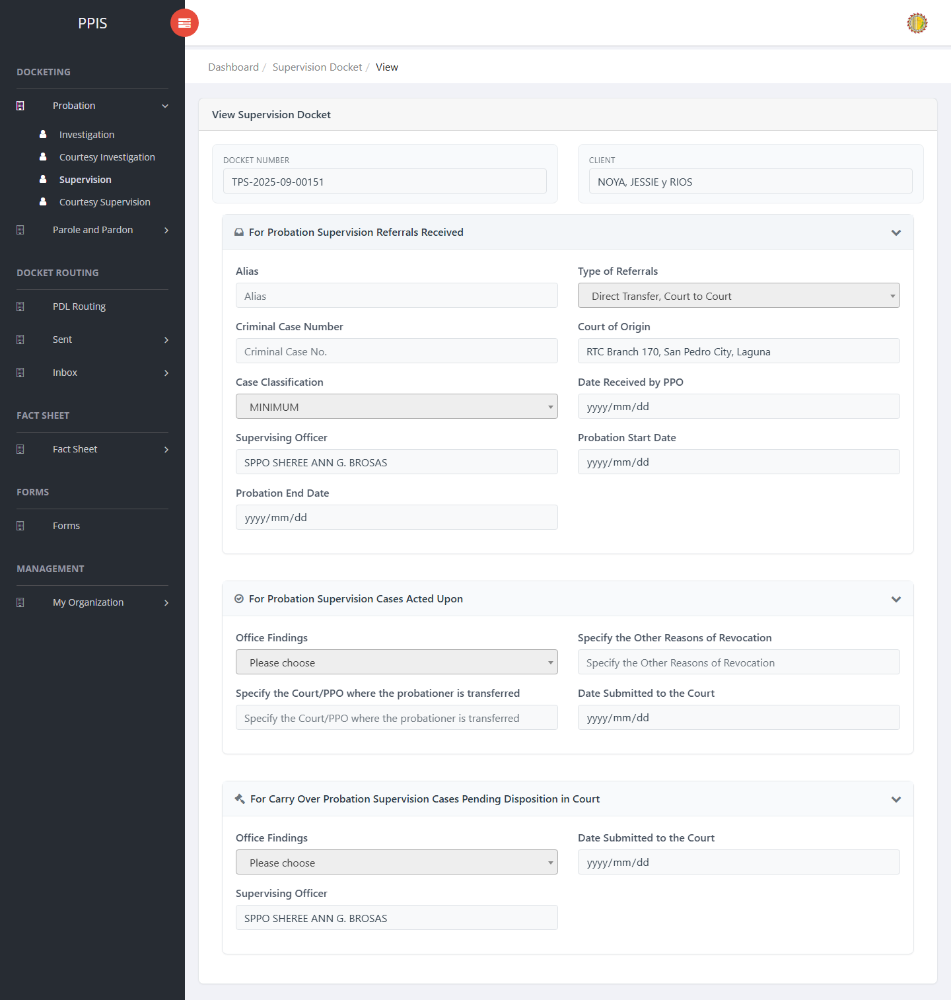 PPIS
DOCKETING
Probation
Investigation
Courtesy Investigation
Supervision
Courtesy Supervision
Parole and Pardon
DOCKET ROUTING
PDL Routing
Sent
Inbox
FACT SHEET
Fact Sheet
FORMS
Forms
MANAGEMENT
My Organization
Dashboard / Supervision Docket / View
View Supervision Docket
DOCKET NUMBER
TPS-2025-09-00151
CLIENT
NOYA, JESSIE y RIOS
For Probation Supervision Referrals Received
Alias
Alias
Type of Referrals
Direct Transfer, Court to Court
Criminal Case Number
Criminal Case No.
Court of Origin
RTC Branch 170, San Pedro City, Laguna
Case Classification
MINIMUM
Date Received by PPO
yyyy/mm/dd
Supervising Officer
SPPO SHEREE ANN G. BROSAS
Probation Start Date
yyyy/mm/dd
Probation End Date
yyyy/mm/dd
For Probation Supervision Cases Acted Upon
Office Findings
Please choose
Specify the Other Reasons of Revocation
Specify the Other Reasons of Revocation
Specify the Court/PPO where the probationer is transferred
Specify the Court/PPO where the probationer is transferred
Date Submitted to the Court
yyyy/mm/dd
For Carry Over Probation Supervision Cases Pending Disposition in Court
Office Findings
Please choose
Date Submitted to the Court
yyyy/mm/dd
Supervising Officer
SPPO SHEREE ANN G. BROSAS